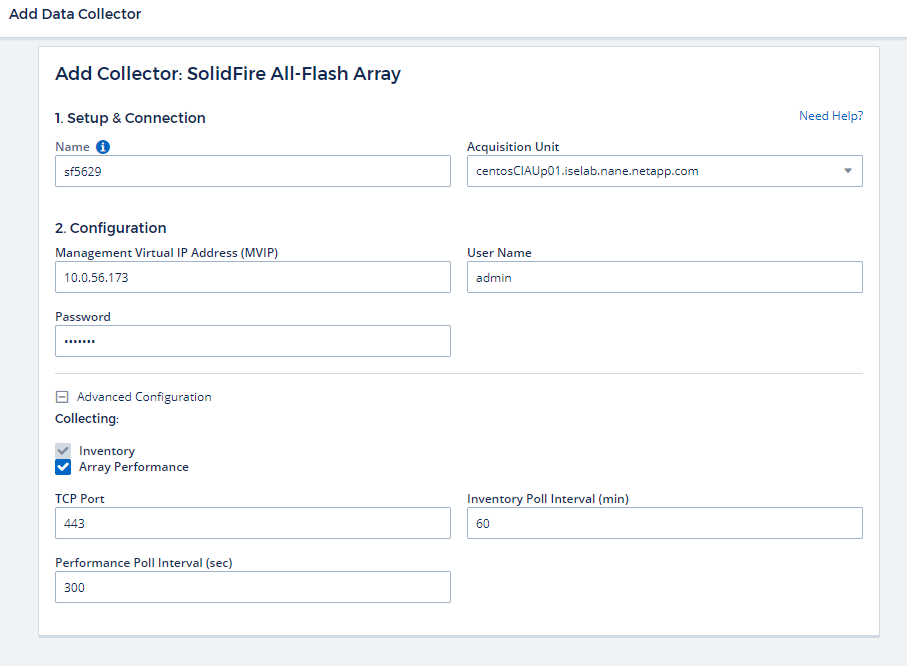 Add Data Collector
Add Collector: SolidFire All-Flash Array
1. Setup & Connection
Need Help?
Name
Acquisition Unit
sf5629
centosCIAUp01.iselab.nane.netapp.com
2. Configuration
Management Virtual IP Address (MVIP)
User Name
10.0.56.173
admin
Password
•••••••
Advanced Configuration
Collecting:
Inventory
Array Performance
TCP Port
Inventory Poll Interval (min)
443
60
Performance Poll Interval (sec)
300